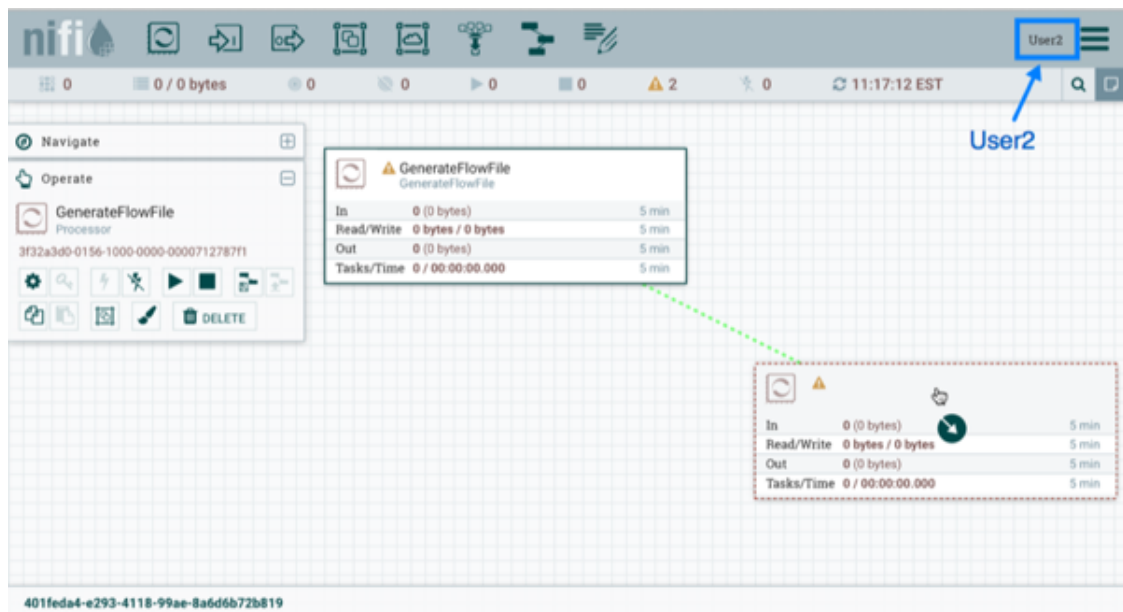 nifi User2
0 0 / 0 bytes 0 0 0 0 2 0 11:17:12 EST
User2
Navigate
Operate
GenerateFlowFile
Processor
3f32a3d0-0156-1000-0000-0000712787f1
DELETE
GenerateFlowFile
GenerateFlowFile
In 0 (0 bytes) 5 min
Read/Write 0 bytes / 0 bytes 5 min
Out 0 (0 bytes) 5 min
Tasks/Time 0 / 00:00:00.000 5 min
In 0 (0 bytes) 5 min
Read/Write 0 bytes / 0 bytes 5 min
Out 0 (0 bytes) 5 min
Tasks/Time 0 / 00:00:00.000 5 min
401feda4-e293-4118-99ae-8a6d6b72b819